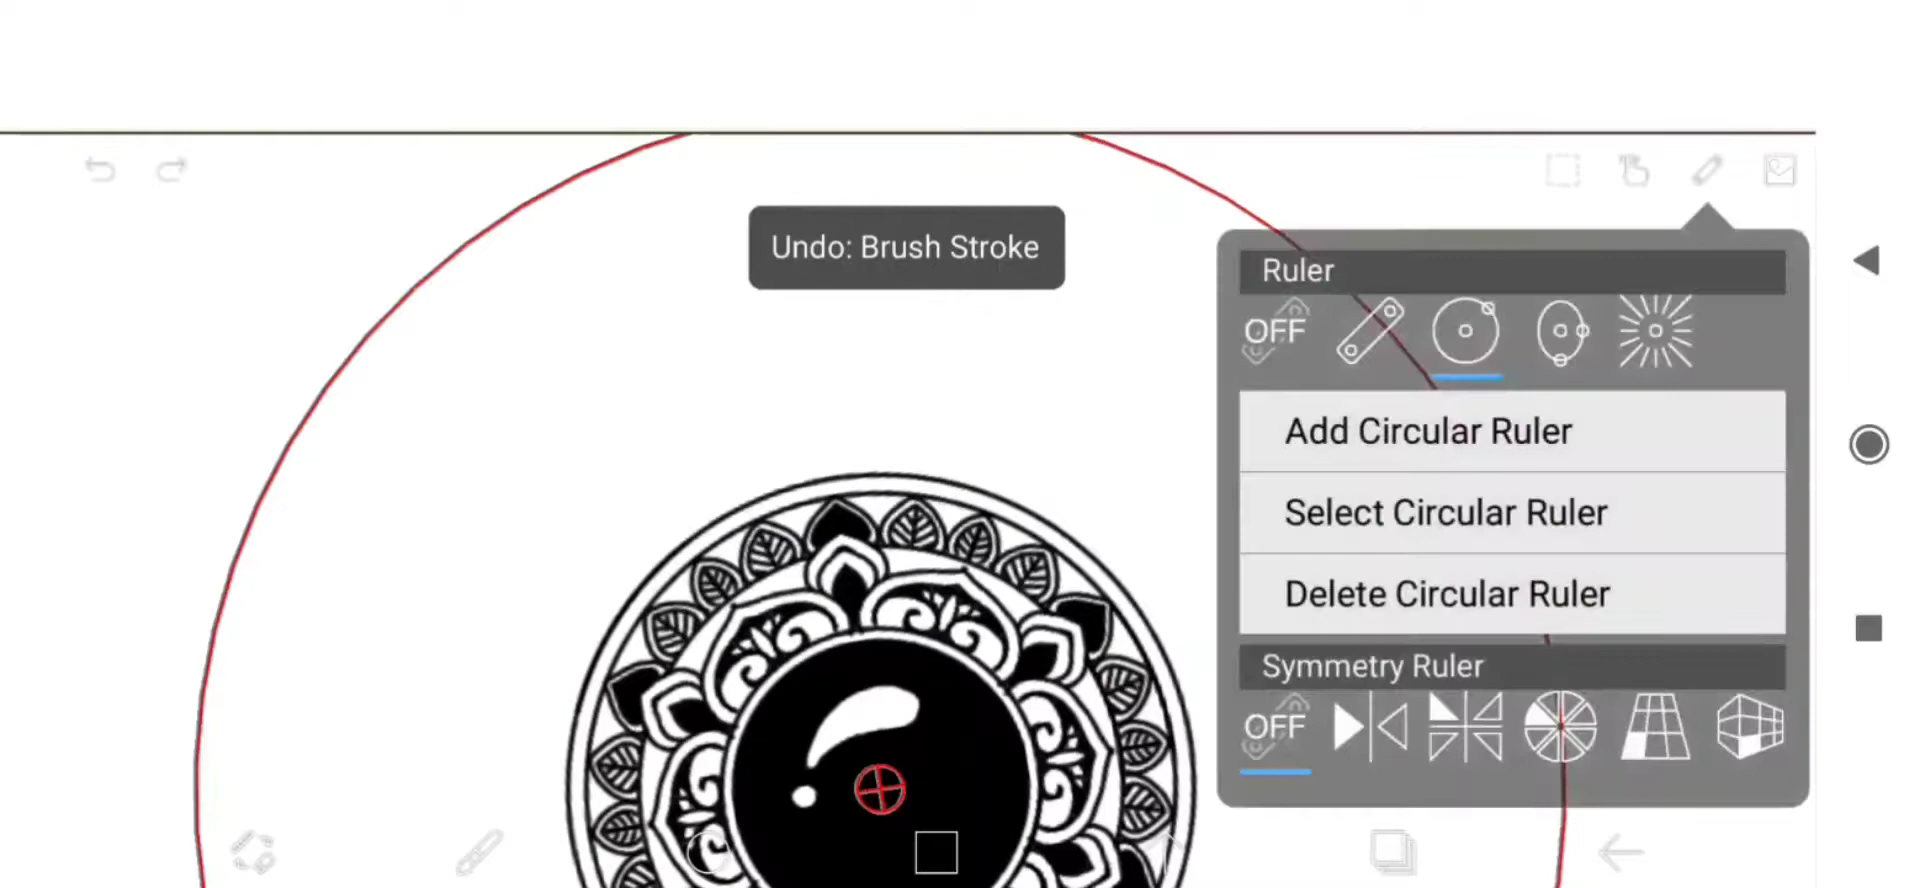 Undo: Brush Stroke
Ruler
OFF
Add Circular Ruler
Select Circular Ruler
Delete Circular Ruler
Symmetry Ruler
OFF